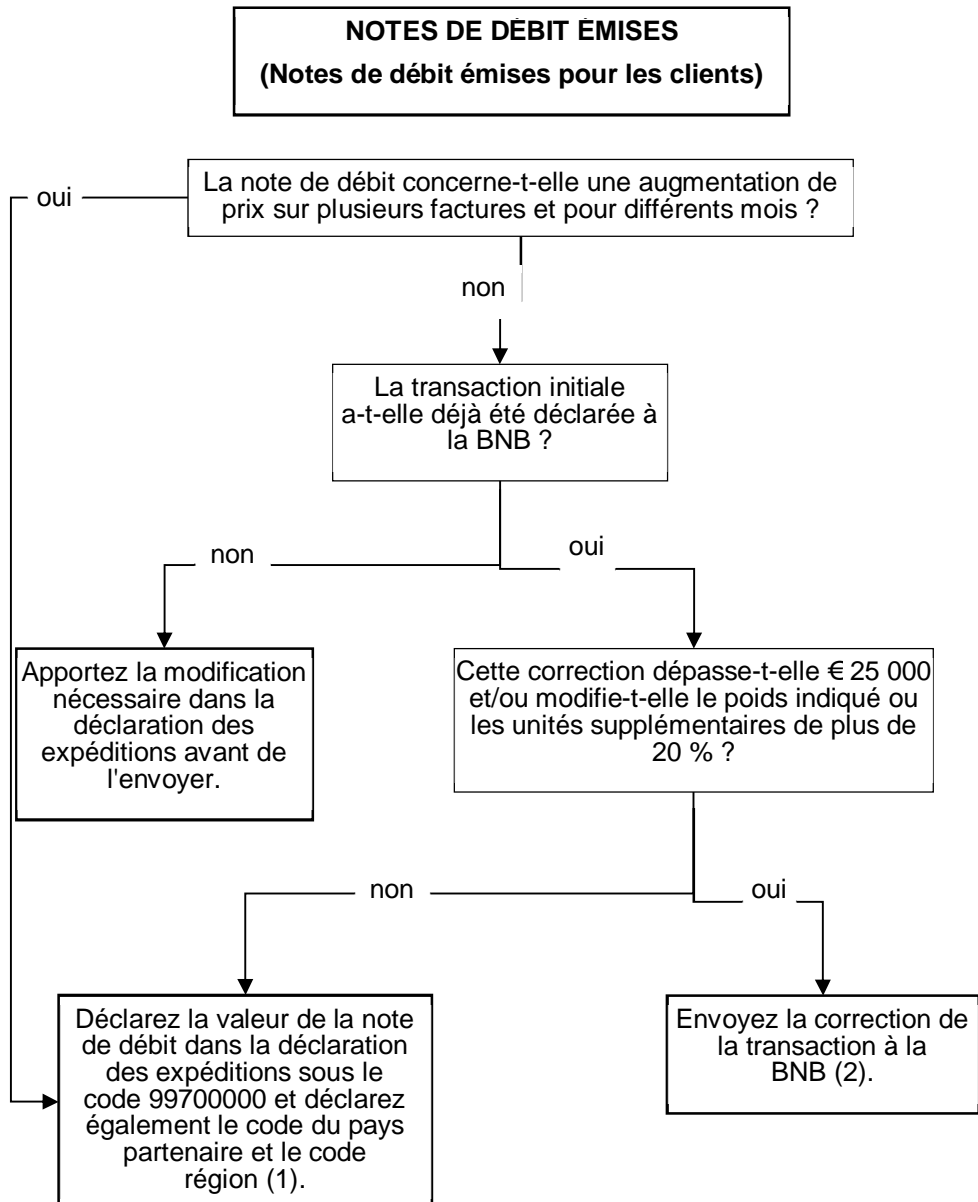 NOTES DE DÉBIT ÉMISES
(Notes de débit émises pour les clients)
oui
La note de débit concerne-t-elle une augmentation de
prix sur plusieurs factures et pour différents mois ?
non
La transaction initiale
a-t-elle déjà été déclarée à
la BNB ?
non
oui
Apportez la modification
nécessaire dans la
déclaration des
expéditions avant de
l'envoyer.
Cette correction dépasse-t-elle € 25 000
et/ou modifie-t-elle le poids indiqué ou
les unités supplémentaires de plus de
20 % ?
non
oui
Déclarez la valeur de la note
de débit dans la déclaration
des expéditions sous le
code 99700000 et déclarez
également le code du pays
partenaire et le code
région (1).
Envoyez la correction de
la transaction à la
BNB (2).